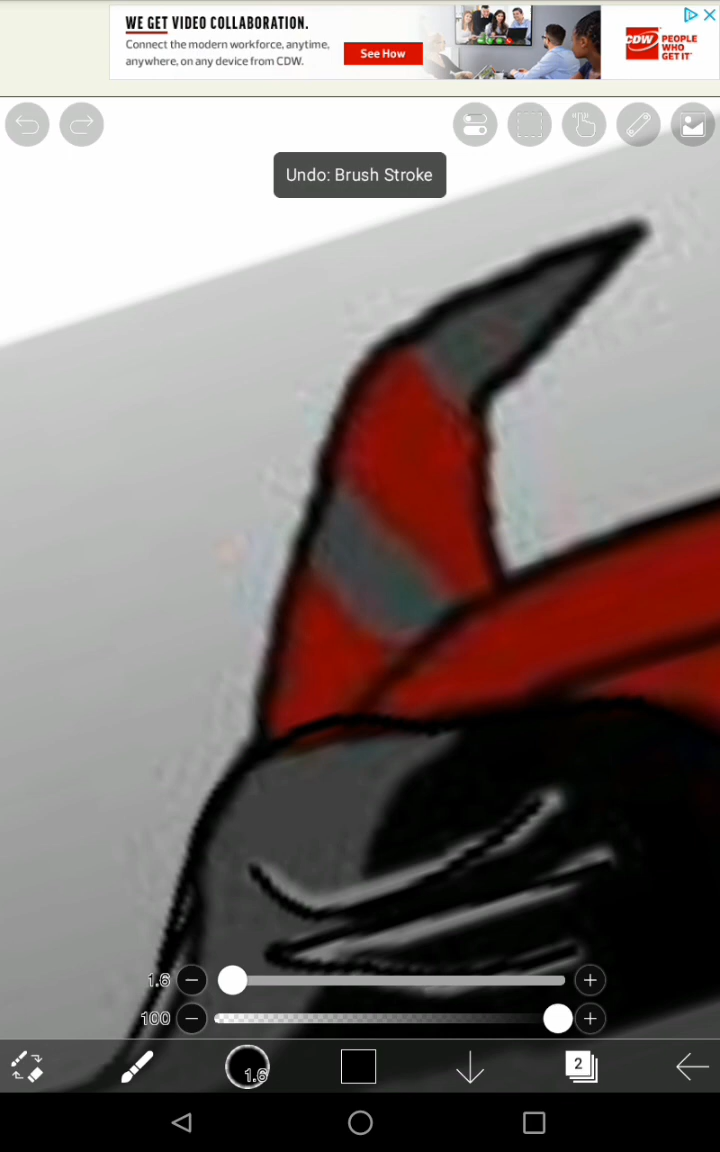 WE GET VIDEO COLLABORATION.
Connect the modern workforce, anytime,
anywhere, on any device from CDW.
See How
CDW
PEOPLE
WHO
GET IT
Undo: Brush Stroke
1.6
100
1.6
2